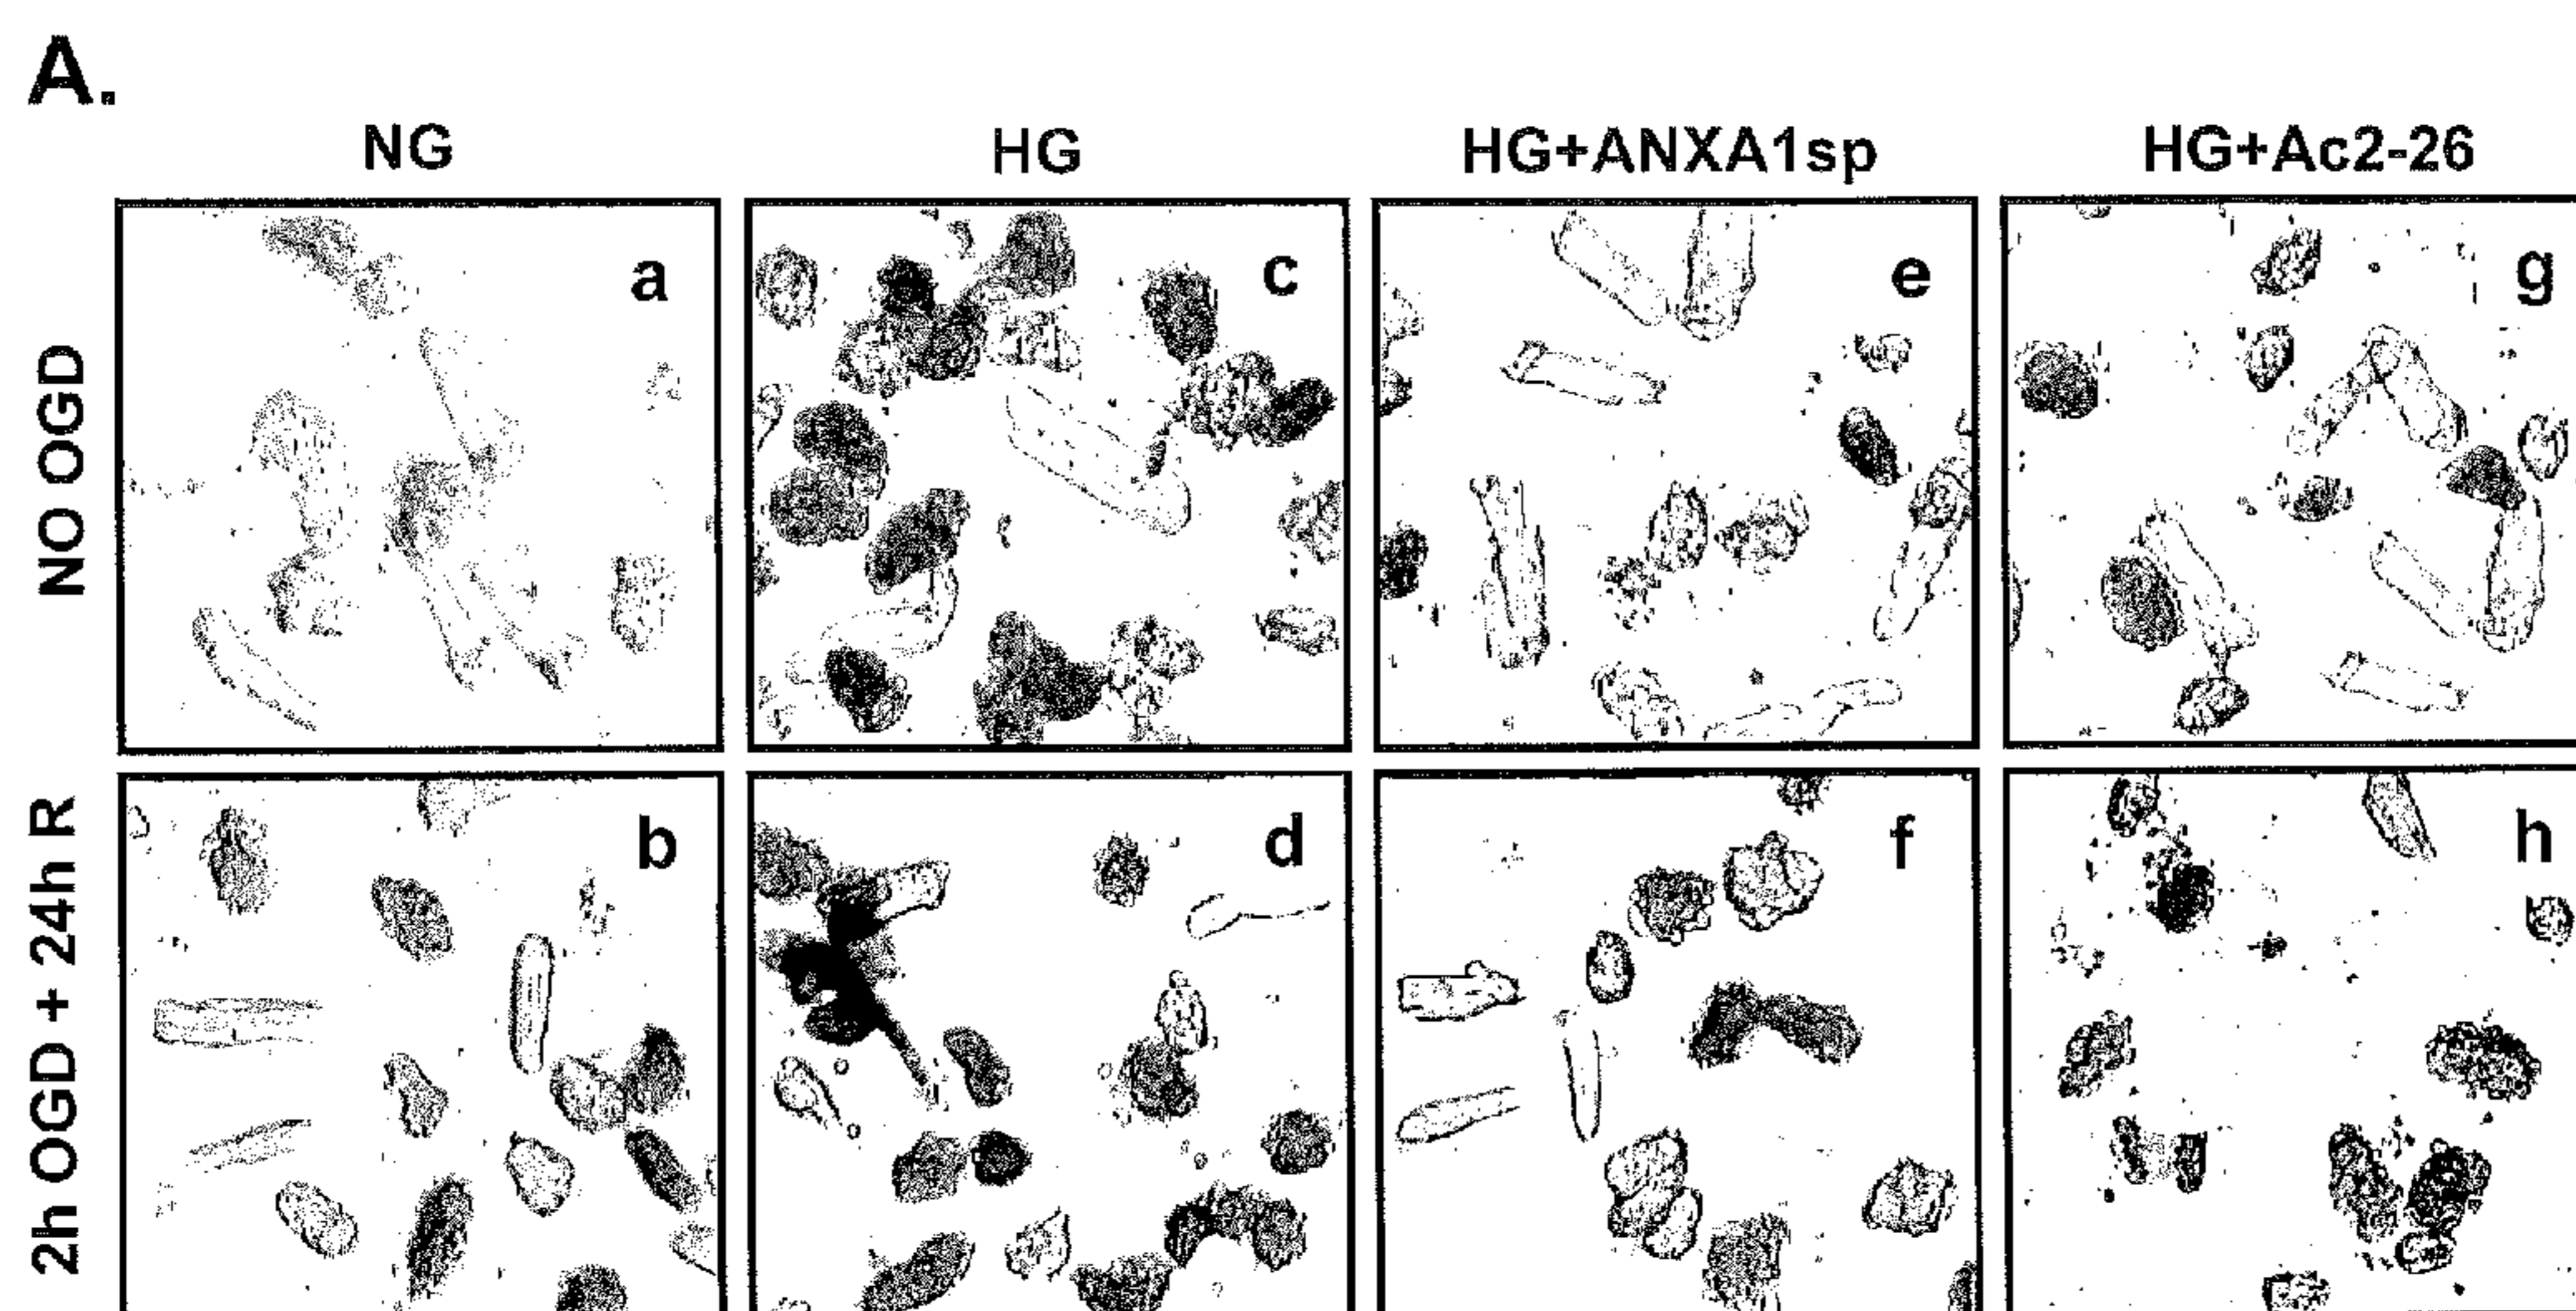 A.
NG HG HG+ANXA1sp HG+Ac2-26
NO OGD
a c e g
2h OGD + 24h R
b d f h